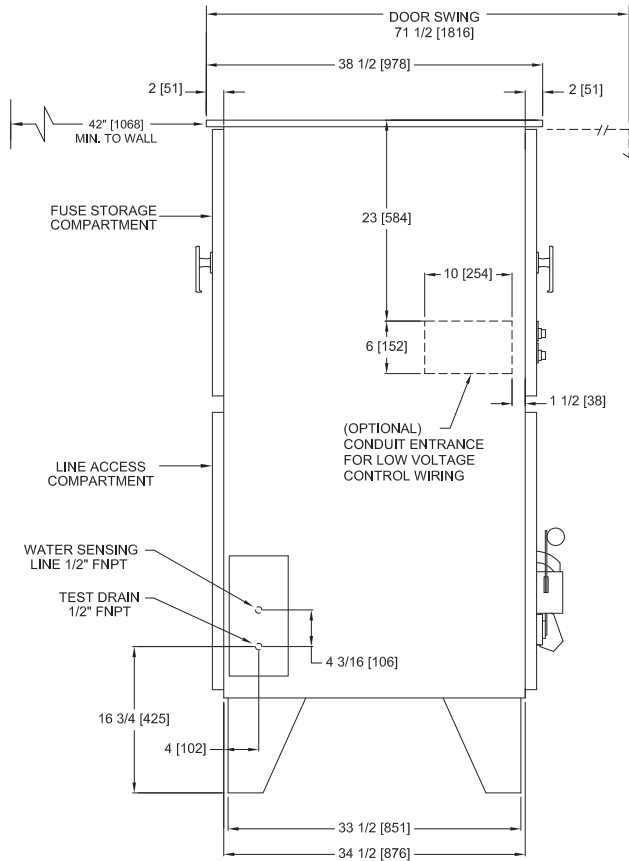 DOOR SWING
71 1/2 [1816]
38 1/2 [978]
2 [51]
2 [51]
42" [1068]
MIN. TO WALL
FUSE STORAGE
COMPARTMENT
23 [584]
10 [254]
6 [152]
1 1/2 [38]
(OPTIONAL)
CONDUIT ENTRANCE
FOR LOW VOLTAGE
CONTROL WIRING
LINE ACCESS
COMPARTMENT
WATER SENSING
LINE 1/2" FNPT
TEST DRAIN
1/2" FNPT
4 3/16 [106]
16 3/4 [425]
4 [102]
33 1/2 [851]
34 1/2 [876]